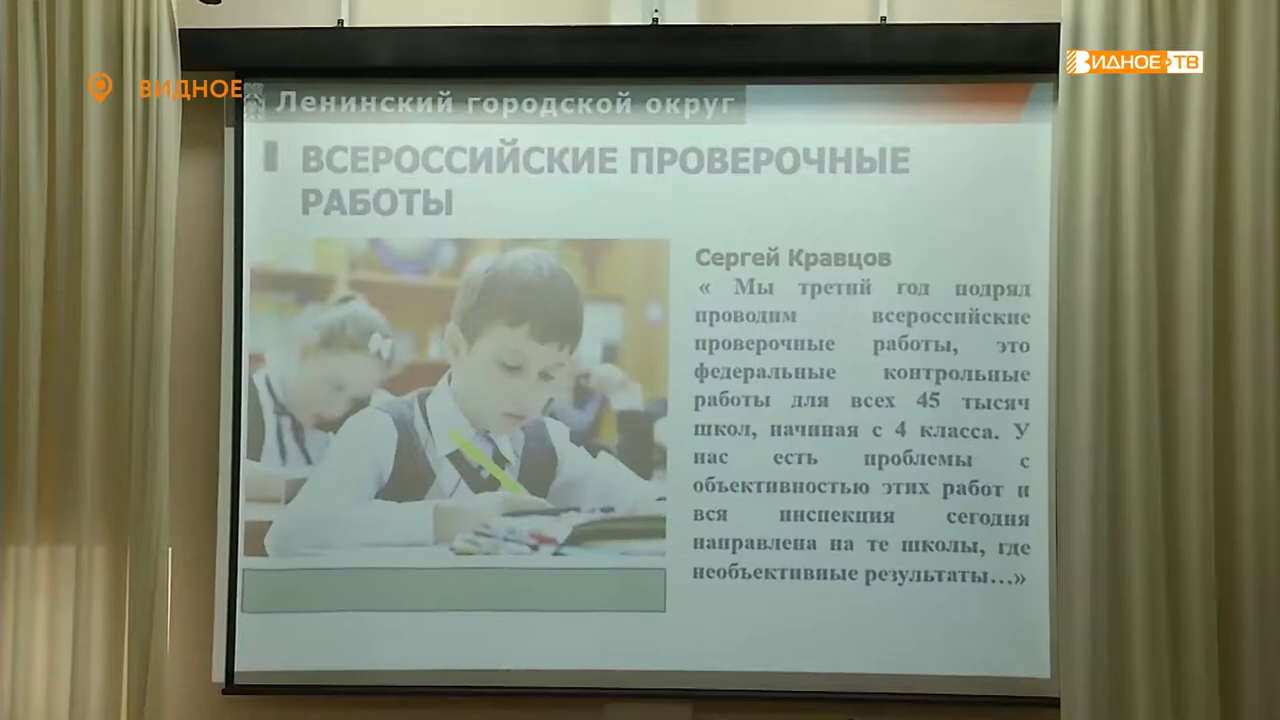 ВИДНОЕ
ВИДНОЕ ТВ
Ленинский городской округ
ВСЕРОССИЙСКИЕ ПРОВЕРОЧНЫЕ
РАБОТЫ
Сергей Кравцов
« Мы третий год подряд
проводим всероссийские
проверочные работы, это
федеральные контрольные
работы для всех 45 тысяч
школ, начиная с 4 класса. У
нас есть проблемы с
объективностью этих работ и
вся инспекция сегодня
направлена на те школы, где
необъективные результаты…»